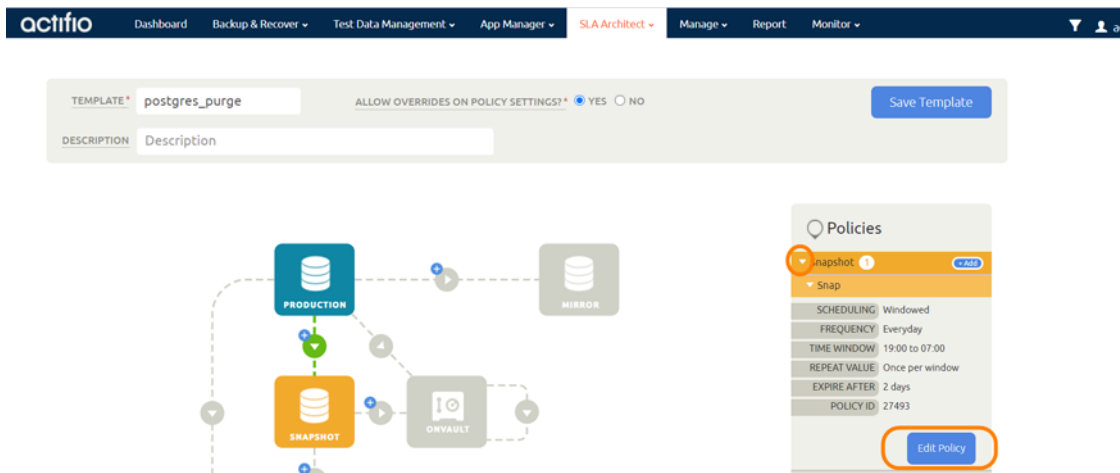 actifio Dashboard Backup & Recover Test Data Management App Manager SLA Architect Manage Report Monitor a
TEMPLATE* postgres_purge ALLOW OVERRIDES ON POLICY SETTINGS?* YES NO Save Template
DESCRIPTION Description
Policies
Snapshot 1 + Add
Snap
SCHEDULING Windowed
FREQUENCY Everyday
TIME WINDOW 19:00 to 07:00
REPEAT VALUE Once per window
EXPIRE AFTER 2 days
POLICY ID 27493
Edit Policy
PRODUCTION MIRROR
SNAPSHOT ONVAULT